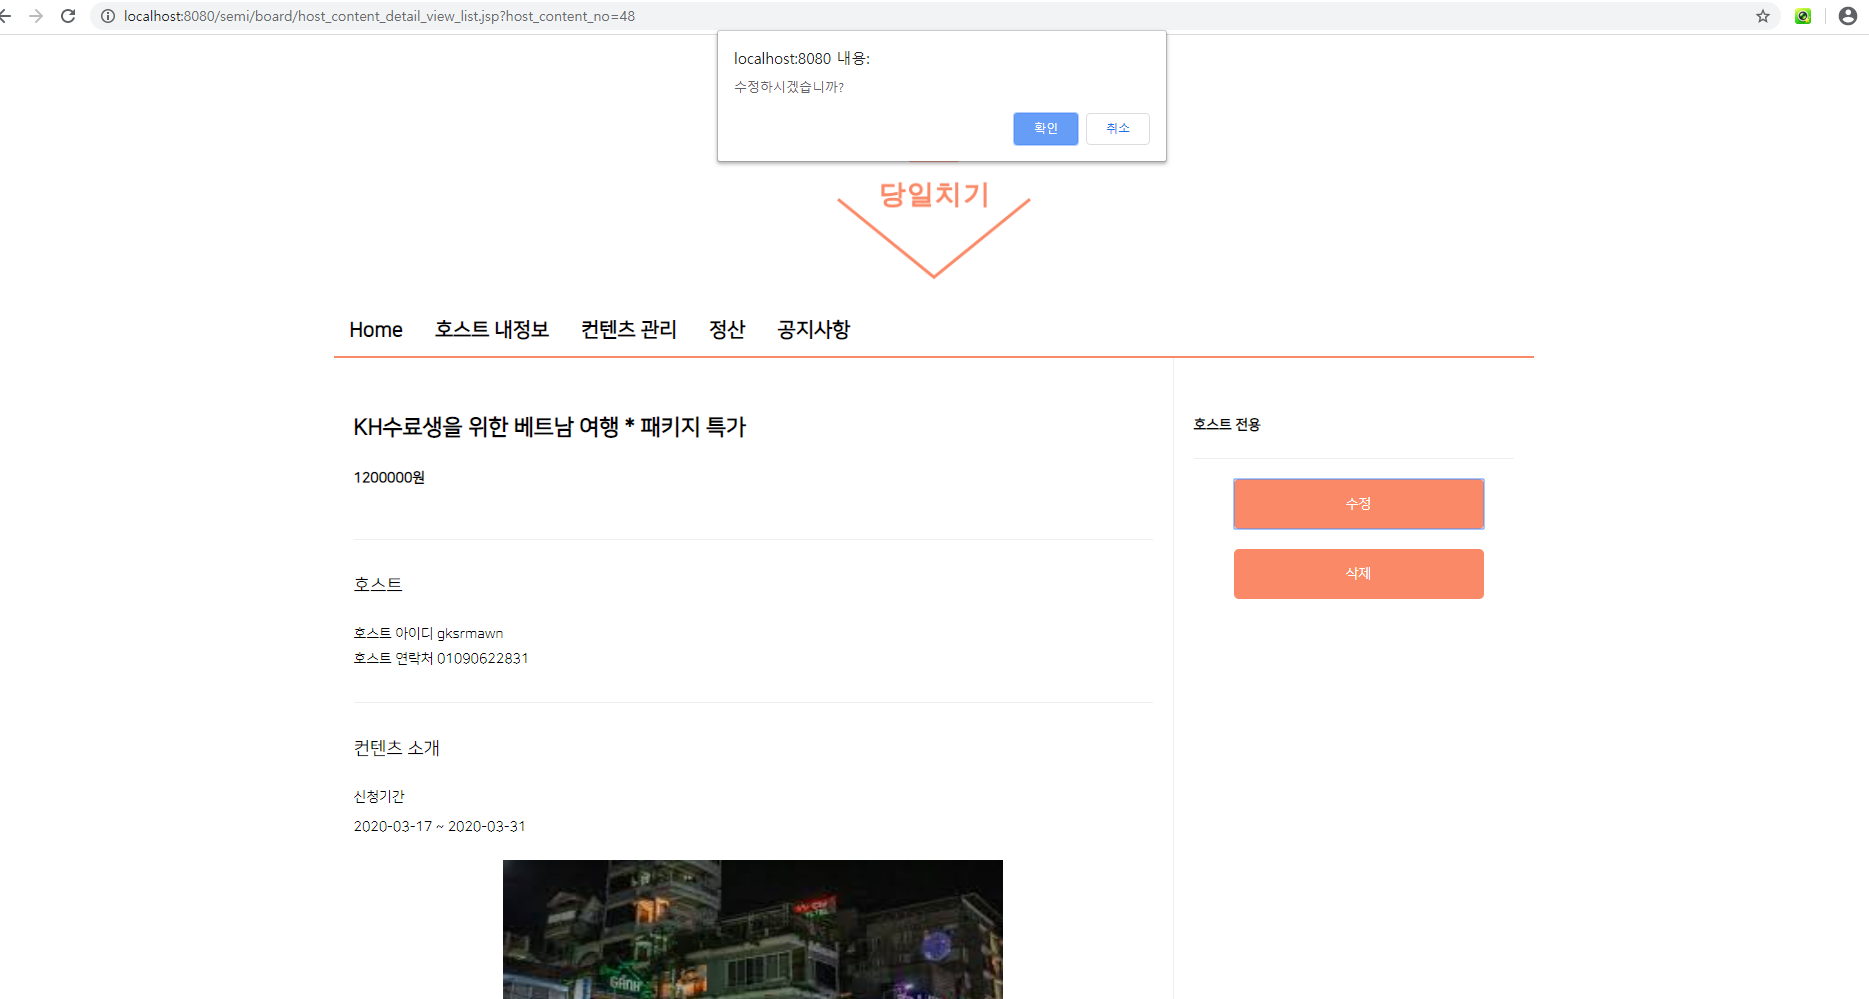 localhost:8080/semi/board/host_content_detail_view_list.jsp?host_content_no=48
localhost:8080 내용:
수정하시겠습니까?
확인
취소
당일치기
Home
호스트 내정보
컨텐츠 관리
정산
공지사항
KH수료생을 위한 베트남 여행 * 패키지 특가
1200000원
호스트
호스트 아이디 gksrmawn
호스트 연락처 01090622831
컨텐츠 소개
신청기간
2020-03-17 ~ 2020-03-31
GÁNH
호스트 전용
수정
삭제